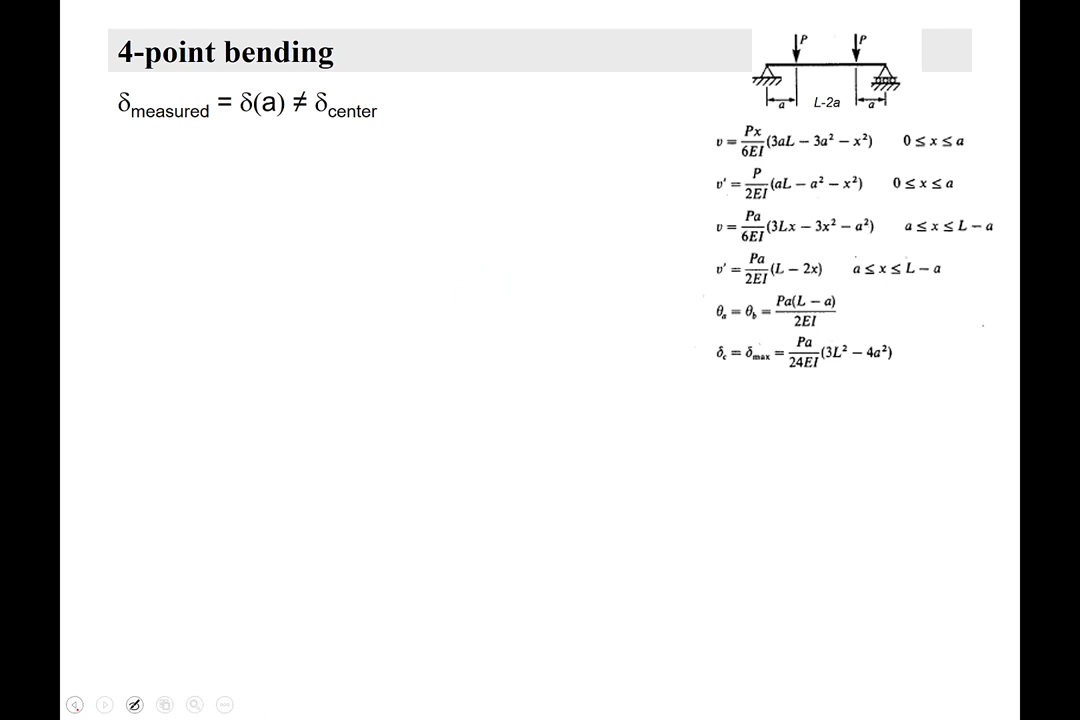 4-point bending
δmeasured = δ(a) ≠ δcenter
P P
a L-2a a
v = Px/6EI (3aL − 3a² − x²) 0 ≤ x ≤ a
v' = P/2EI (aL − a² − x²) 0 ≤ x ≤ a
v = Pa/6EI (3Lx − 3x² − a²) a ≤ x ≤ L − a
v' = Pa/2EI (L − 2x) a ≤ x ≤ L − a
θa = θb = Pa(L − a)/2EI
δc = δmax = Pa/24EI (3L² − 4a²)